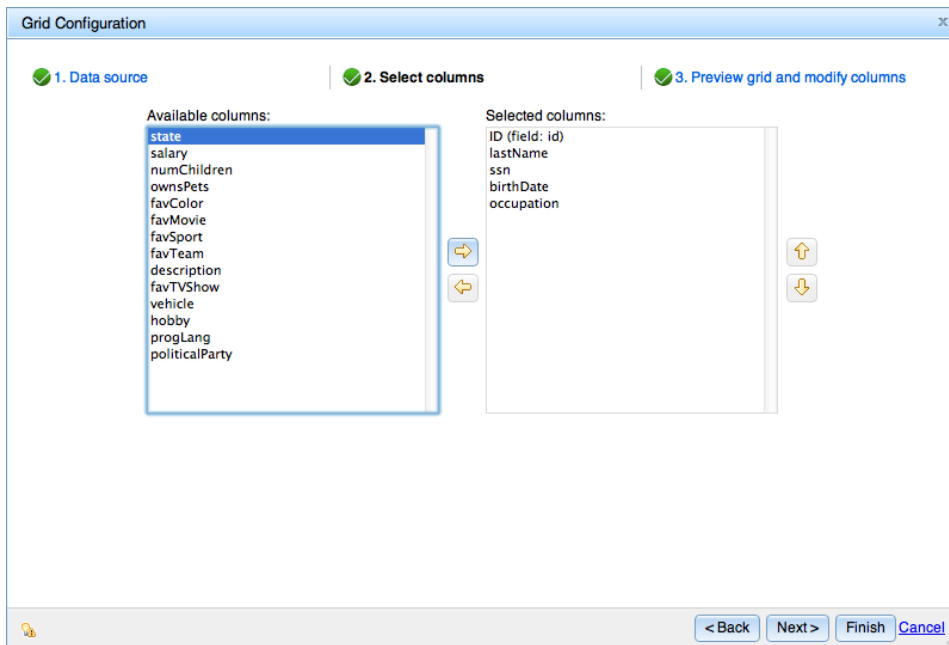 Grid Configuration
x
1. Data source
2. Select columns
3. Preview grid and modify columns
Available columns:
state
salary
numChildren
ownsPets
favColor
favMovie
favSport
favTeam
description
favTVShow
vehicle
hobby
progLang
politicalParty
Selected columns:
ID (field: id)
lastName
ssn
birthDate
occupation
< Back
Next >
Finish
Cancel